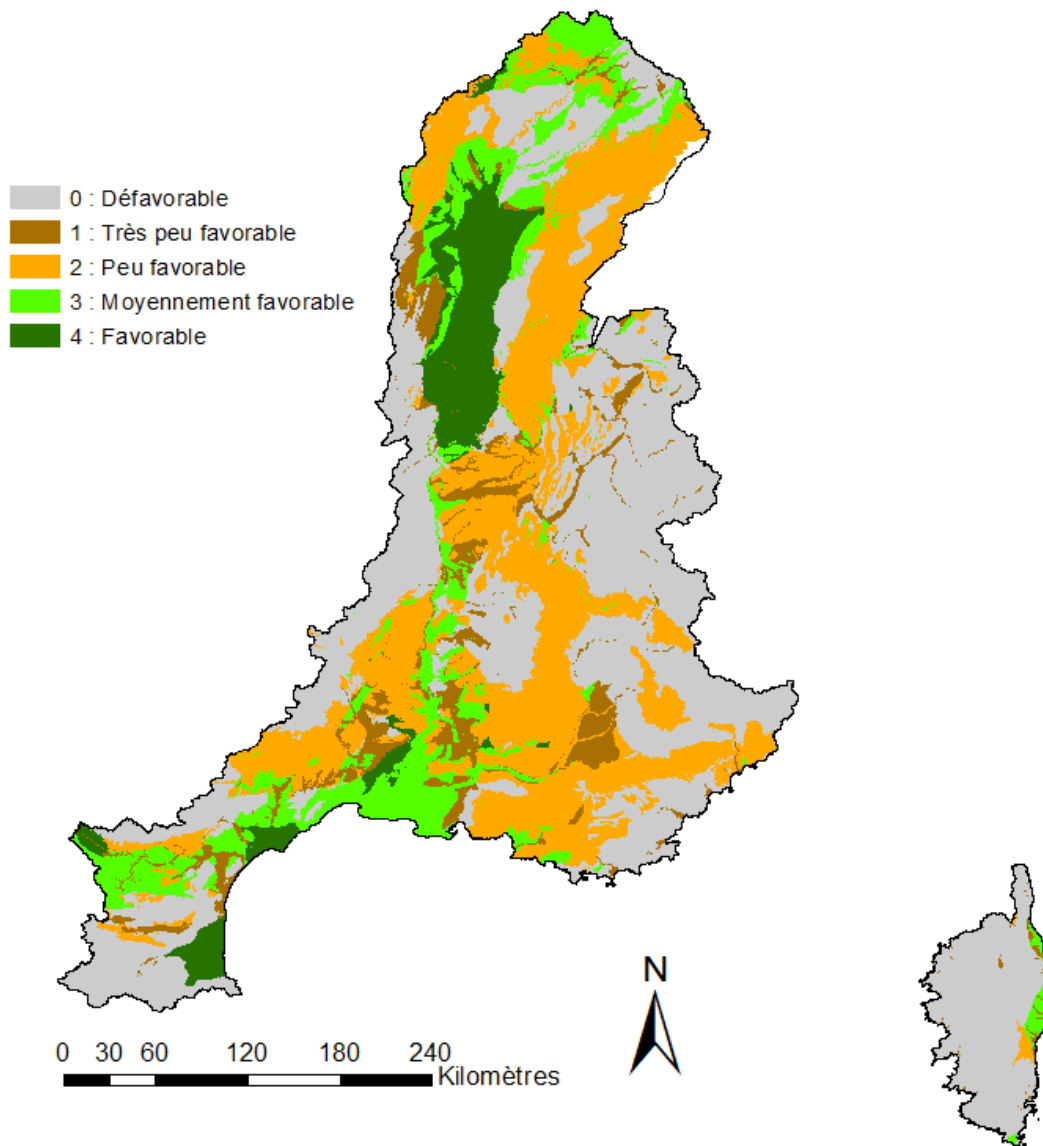 0 : Défavorable
1 : Très peu favorable
2 : Peu favorable
3 : Moyennement favorable
4 : Favorable
N
0 30 60 120 180 240
Kilomètres